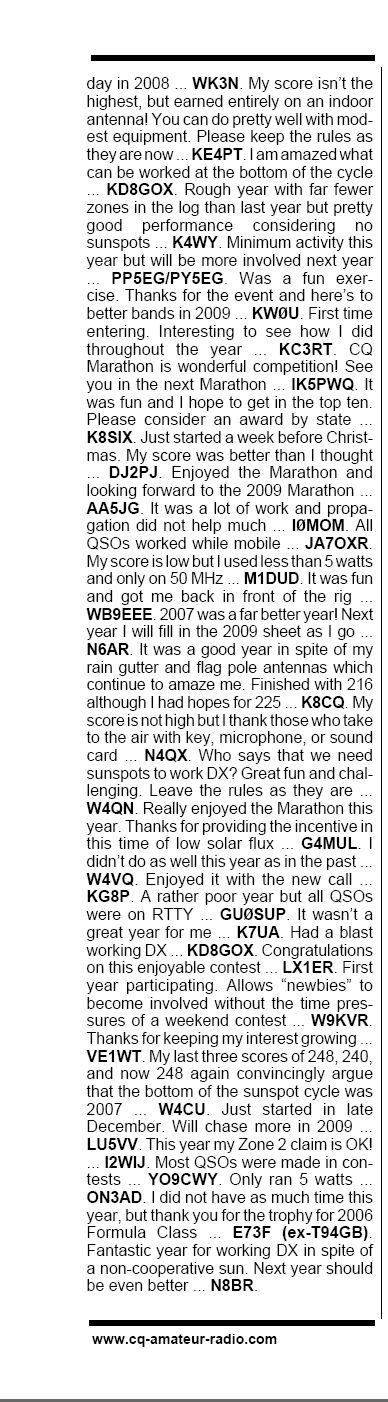 day in 2008 ... WK3N. My score isn't the
highest, but earned entirely on an indoor
antenna! You can do pretty well with mod-
est equipment. Please keep the rules as
they are now ... KE4PT. I am amazed what
can be worked at the bottom of the cycle
... KD8GOX. Rough year with far fewer
zones in the log than last year but pretty
good performance considering no
sunspots ... K4WY. Minimum activity this
year but will be more involved next year
... PP5EG/PY5EG. Was a fun exer-
cise. Thanks for the event and here's to
better bands in 2009 ... KWØU. First time
entering. Interesting to see how I did
throughout the year ... KC3RT. CQ
Marathon is wonderful competition! See
you in the next Marathon ... IK5PWQ. It
was fun and I hope to get in the top ten.
Please consider an award by state ...
K8SIX. Just started a week before Christ-
mas. My score was better than I thought
... DJ2PJ. Enjoyed the Marathon and
looking forward to the 2009 Marathon ...
AA5JG. It was a lot of work and propa-
gation did not help much ... IØMOM. All
QSOs worked while mobile ... JA7OXR.
My score is low but I used less than 5 watts
and only on 50 MHz ... M1DUD. It was fun
and got me back in front of the rig ...
WB9EEE. 2007 was a far better year! Next
year I will fill in the 2009 sheet as I go ...
N6AR. It was a good year in spite of my
rain gutter and flag pole antennas which
continue to amaze me. Finished with 216
although I had hopes for 225 ... K8CQ. My
score is not high but I thank those who take
to the air with key, microphone, or sound
card ... N4QX. Who says that we need
sunspots to work DX? Great fun and chal-
lenging. Leave the rules as they are ...
W4QN. Really enjoyed the Marathon this
year. Thanks for providing the incentive in
this time of low solar flux ... G4MUL. I
didn't do as well this year as in the past ...
W4VQ. Enjoyed it with the new call ...
KG8P. A rather poor year but all QSOs
were on RTTY ... GUØSUP. It wasn't a
great year for me ... K7UA. Had a blast
working DX ... KD8GOX. Congratulations
on this enjoyable contest ... LX1ER. First
year participating. Allows "newbies" to
become involved without the time pres-
sures of a weekend contest ... W9KVR.
Thanks for keeping my interest growing ...
VE1WT. My last three scores of 248, 240,
and now 248 again convincingly argue
that the bottom of the sunspot cycle was
2007 ... W4CU. Just started in late
December. Will chase more in 2009 ...
LU5VV. This year my Zone 2 claim is OK!
... I2WIJ. Most QSOs were made in con-
tests ... YO9CWY. Only ran 5 watts ...
ON3AD. I did not have as much time this
year, but thank you for the trophy for 2006
Formula Class ... E73F (ex-T94GB).
Fantastic year for working DX in spite of
a non-cooperative sun. Next year should
be even better ... N8BR.
www.cq-amateur-radio.com